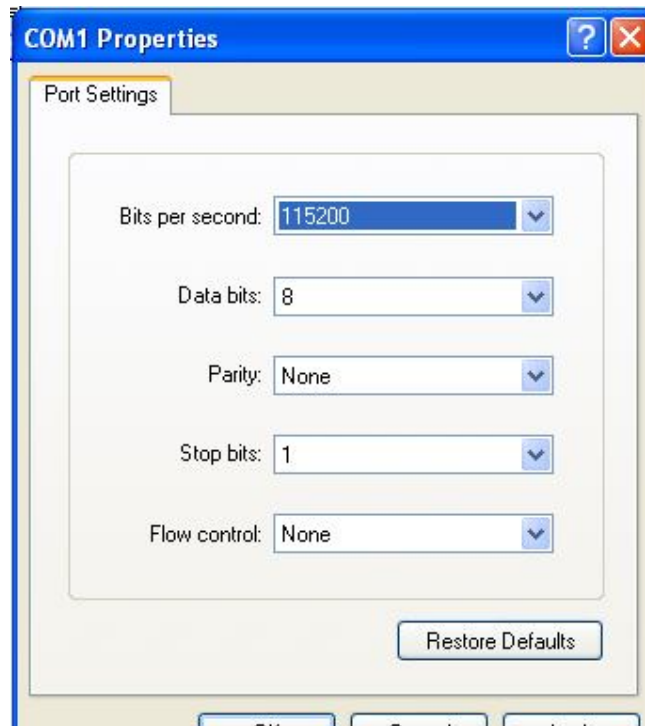 COM1 Properties
Port Settings
Bits per second: 115200
Data bits: 8
Parity: None
Stop bits: 1
Flow control: None
Restore Defaults